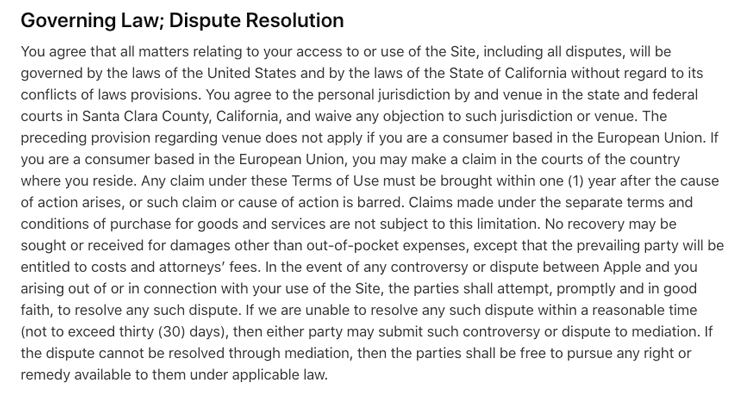 Governing Law; Dispute Resolution
You agree that all matters relating to your access to or use of the Site, including all disputes, will be
governed by the laws of the United States and by the laws of the State of California without regard to its
conflicts of laws provisions. You agree to the personal jurisdiction by and venue in the state and federal
courts in Santa Clara County, California, and waive any objection to such jurisdiction or venue. The
preceding provision regarding venue does not apply if you are a consumer based in the European Union. If
you are a consumer based in the European Union, you may make a claim in the courts of the country
where you reside. Any claim under these Terms of Use must be brought within one (1) year after the cause
of action arises, or such claim or cause of action is barred. Claims made under the separate terms and
conditions of purchase for goods and services are not subject to this limitation. No recovery may be
sought or received for damages other than out-of-pocket expenses, except that the prevailing party will be
entitled to costs and attorneys’ fees. In the event of any controversy or dispute between Apple and you
arising out of or in connection with your use of the Site, the parties shall attempt, promptly and in good
faith, to resolve any such dispute. If we are unable to resolve any such dispute within a reasonable time
(not to exceed thirty (30) days), then either party may submit such controversy or dispute to mediation. If
the dispute cannot be resolved through mediation, then the parties shall be free to pursue any right or
remedy available to them under applicable law.